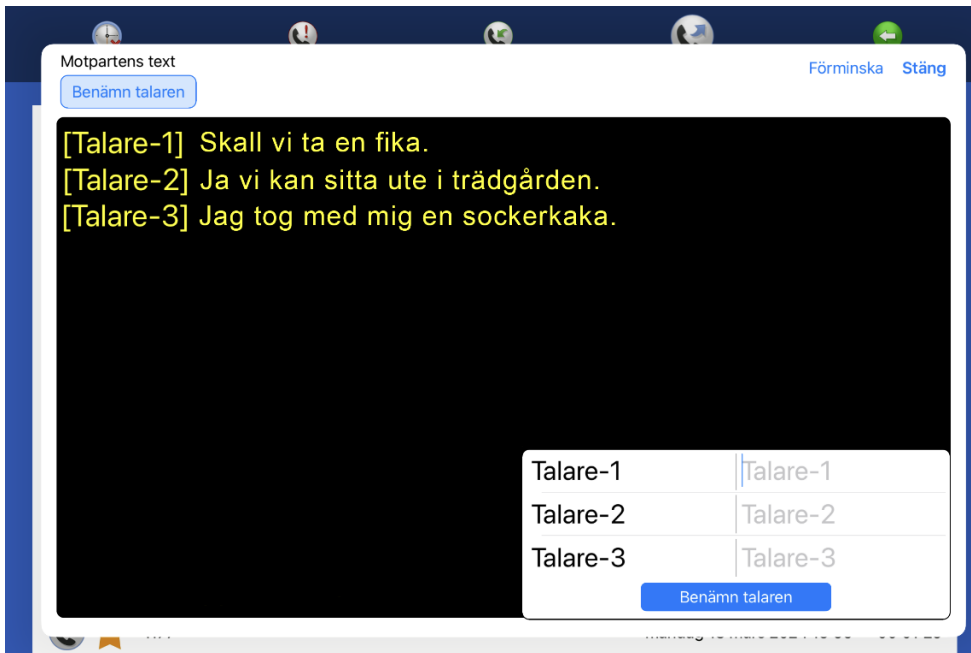 Motpartens text
Förminska Stäng
Benämn talaren
[Talare-1] Skall vi ta en fika.
[Talare-2] Ja vi kan sitta ute i trädgården.
[Talare-3] Jag tog med mig en sockerkaka.
Talare-1 Talare-1
Talare-2 Talare-2
Talare-3 Talare-3
Benämn talaren